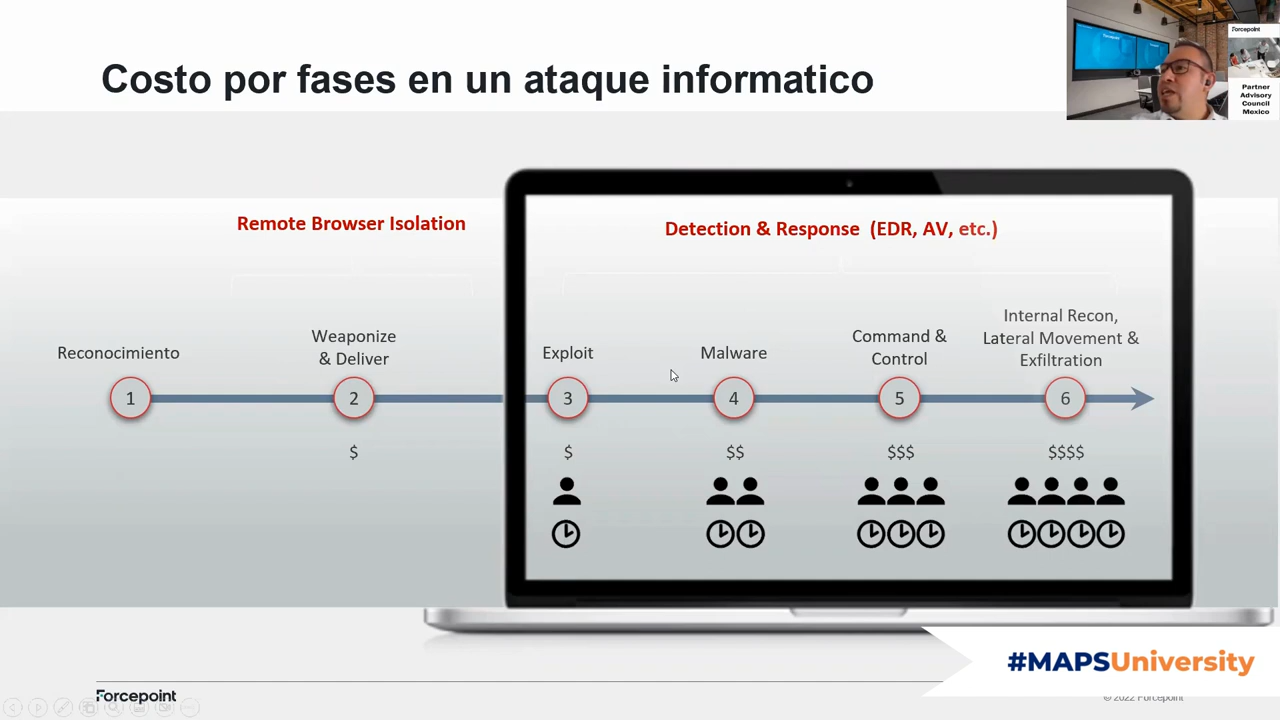 Costo por fases en un ataque informatico
Forcepoint
Partner
Advisory
Council
Mexico
Remote Browser Isolation
Detection & Response (EDR, AV, etc.)
Reconocimiento
Weaponize
& Deliver
Exploit
Malware
Command &
Control
Internal Recon,
Lateral Movement &
Exfiltration
1
2
3
4
5
6
$
$
$$
$$$
$$$$
#MAPSUniversity
Forcepoint
© 2022 Forcepoint